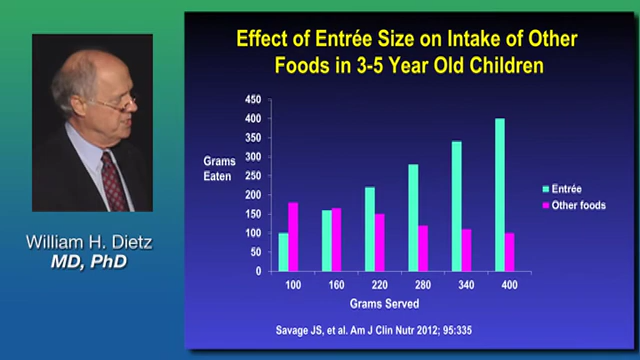 Effect of Entrée Size on Intake of Other
Foods in 3-5 Year Old Children
450
400
350
300
250
200
150
100
50
0
Grams
Eaten
100 160 220 280 340 400
Grams Served
Entrée
Other foods
Savage JS, et al. Am J Clin Nutr 2012; 95:335
William H. Dietz
MD, PhD